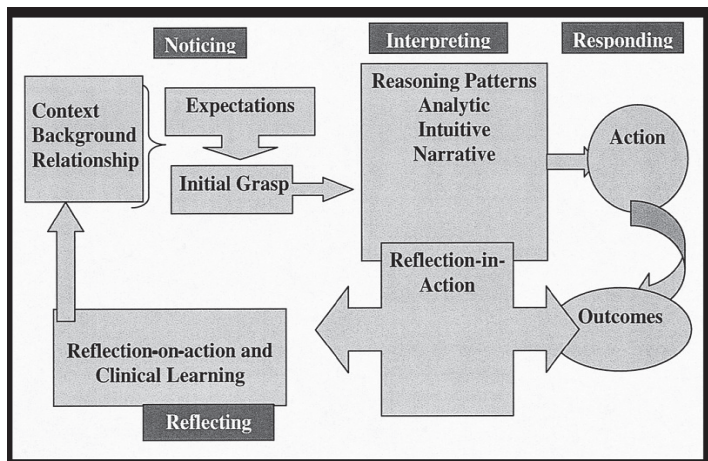 Noticing
Interpreting
Responding
Context
Background
Relationship
Expectations
Initial Grasp
Reasoning Patterns
Analytic
Intuitive
Narrative
Action
Reflection-in-
Action
Outcomes
Reflection-on-action and
Clinical Learning
Reflecting